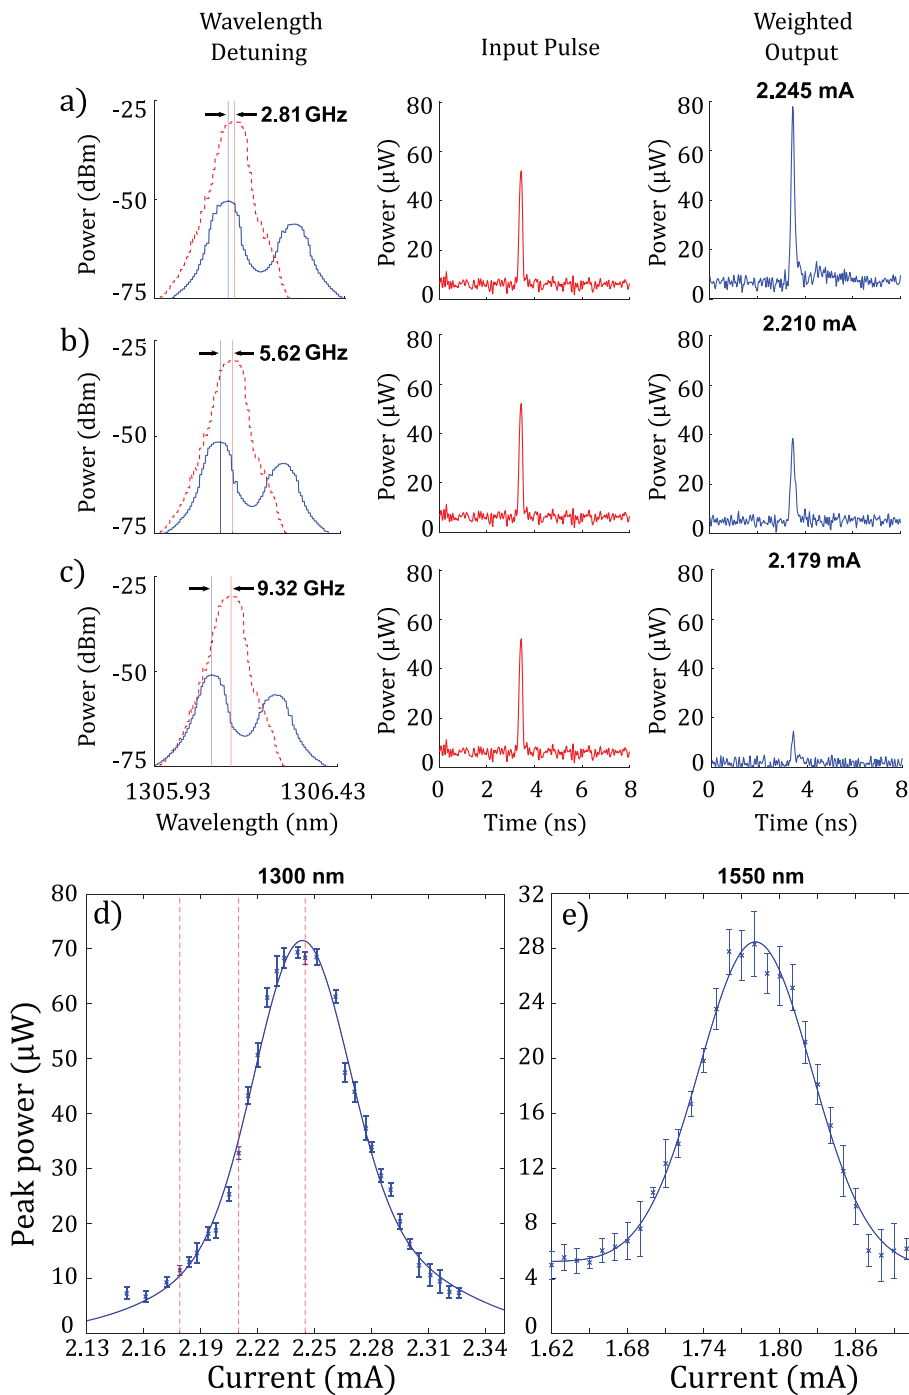 Wavelength
Detuning
Input Pulse
Weighted
Output
a)
-25
-50
-75
Power (dBm)
2.81 GHz
80
60
40
20
0
Power (µW)
2.245 mA
80
60
40
20
0
Power (µW)
b)
-25
-50
-75
Power (dBm)
5.62 GHz
80
60
40
20
0
Power (µW)
2.210 mA
80
60
40
20
0
Power (µW)
c)
-25
-50
-75
Power (dBm)
9.32 GHz
1305.93 1306.43
Wavelength (nm)
80
60
40
20
0
Power (µW)
0 2 4 6 8
Time (ns)
2.179 mA
80
60
40
20
0
Power (µW)
0 2 4 6 8
Time (ns)
1300 nm
d)
80
70
60
50
40
30
20
10
0
Peak power (µW)
2.13 2.16 2.19 2.22 2.25 2.28 2.31 2.34
Current (mA)
1550 nm
e)
32
28
24
20
16
12
8
4
0
1.62 1.68 1.74 1.80 1.86
Current (mA)